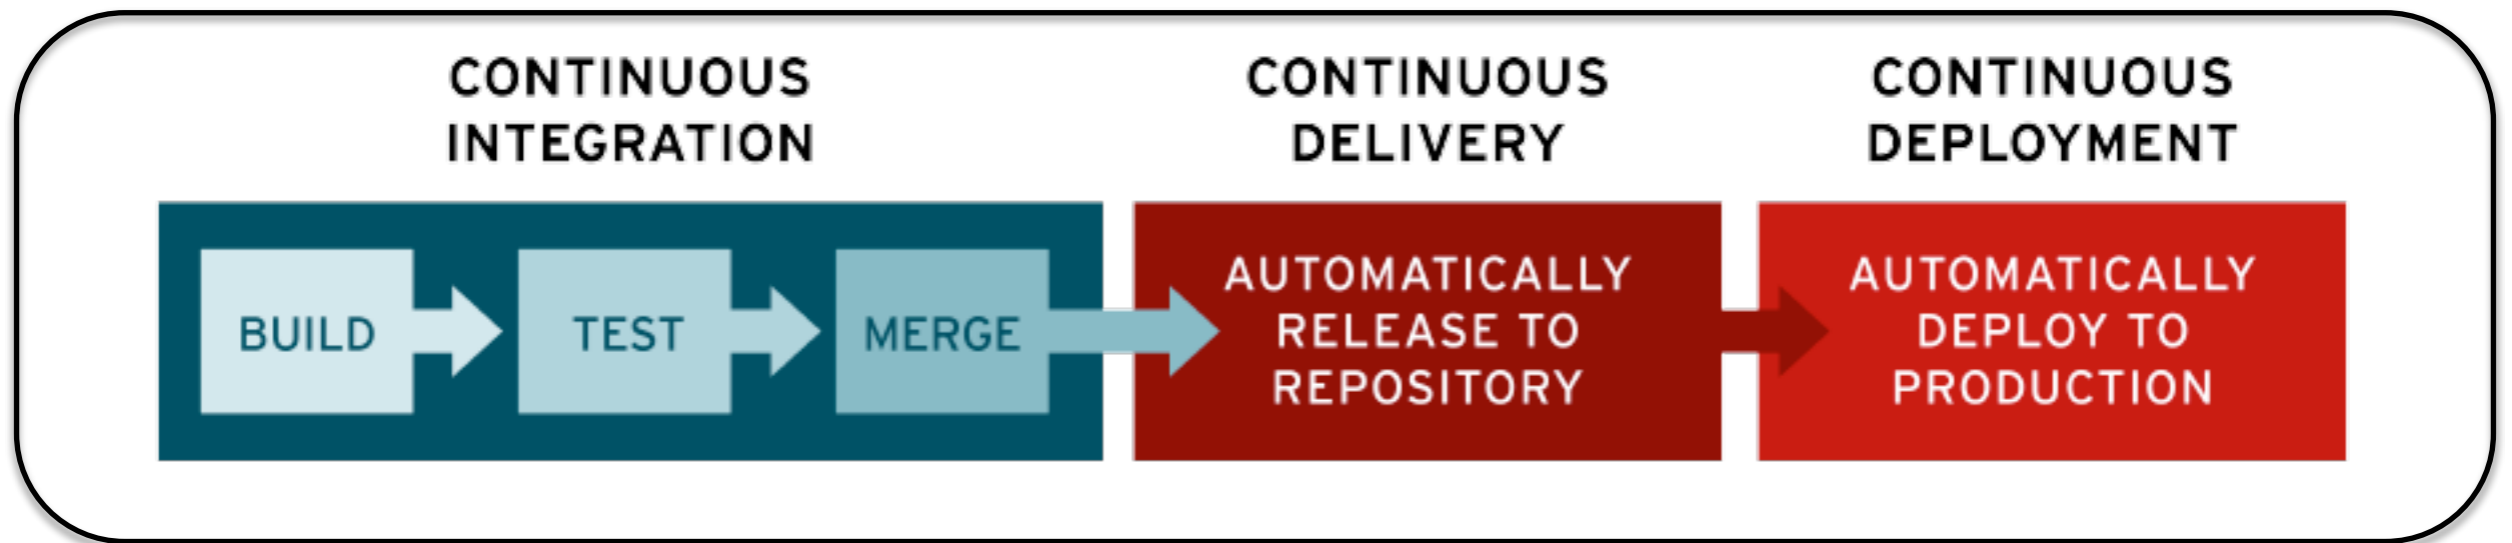 CONTINUOUS
INTEGRATION
CONTINUOUS
DELIVERY
CONTINUOUS
DEPLOYMENT
BUILD
TEST
MERGE
AUTOMATICALLY
RELEASE TO
REPOSITORY
AUTOMATICALLY
DEPLOY TO
PRODUCTION